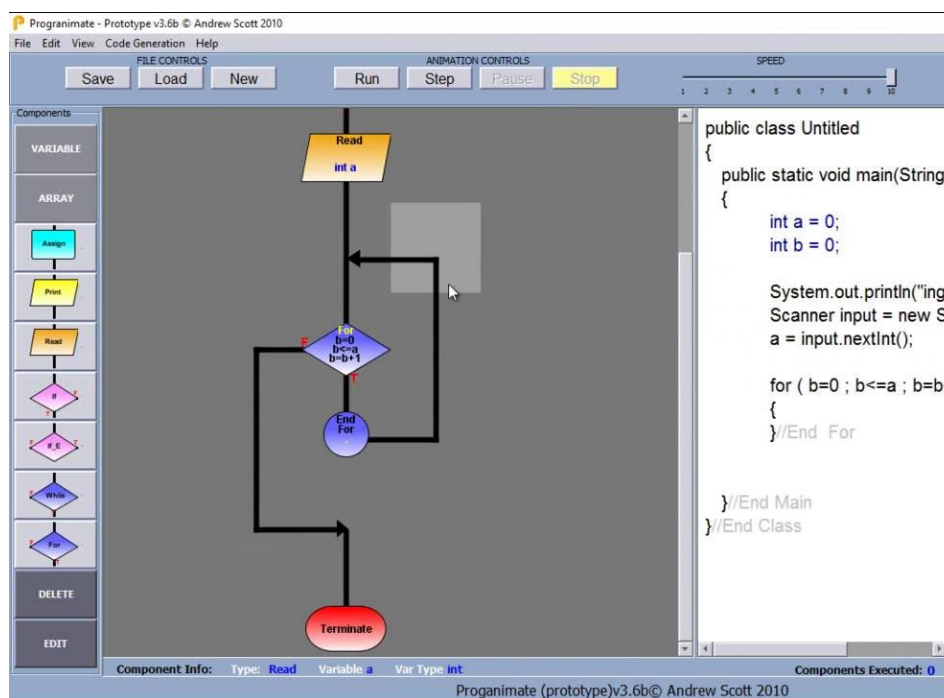 Progranimate - Prototype v3.6b © Andrew Scott 2010
File Edit View Code Generation Help
FILE CONTROLS
Save Load New
ANIMATION CONTROLS
Run Step Pause Stop
SPEED
1 2 3 4 5 6 7 8 9 10
Components
VARIABLE
ARRAY
Assign
Print
Read
If
F
T
If_E
F
T
While
F
T
For
F
T
DELETE
EDIT
Read
int a
For
b=0
b<=a
b=b+1
F
T
End
For
Terminate
public class Untitled
{
public static void main(String
{
int a = 0;
int b = 0;
System.out.println("ing
Scanner input = new S
a = input.nextInt();
for ( b=0 ; b<=a ; b=b
{
}//End For
}//End Main
}//End Class
Component Info: Type: Read Variable a Var Type int
Components Executed: 0
Proganimate (prototype)v3.6b© Andrew Scott 2010